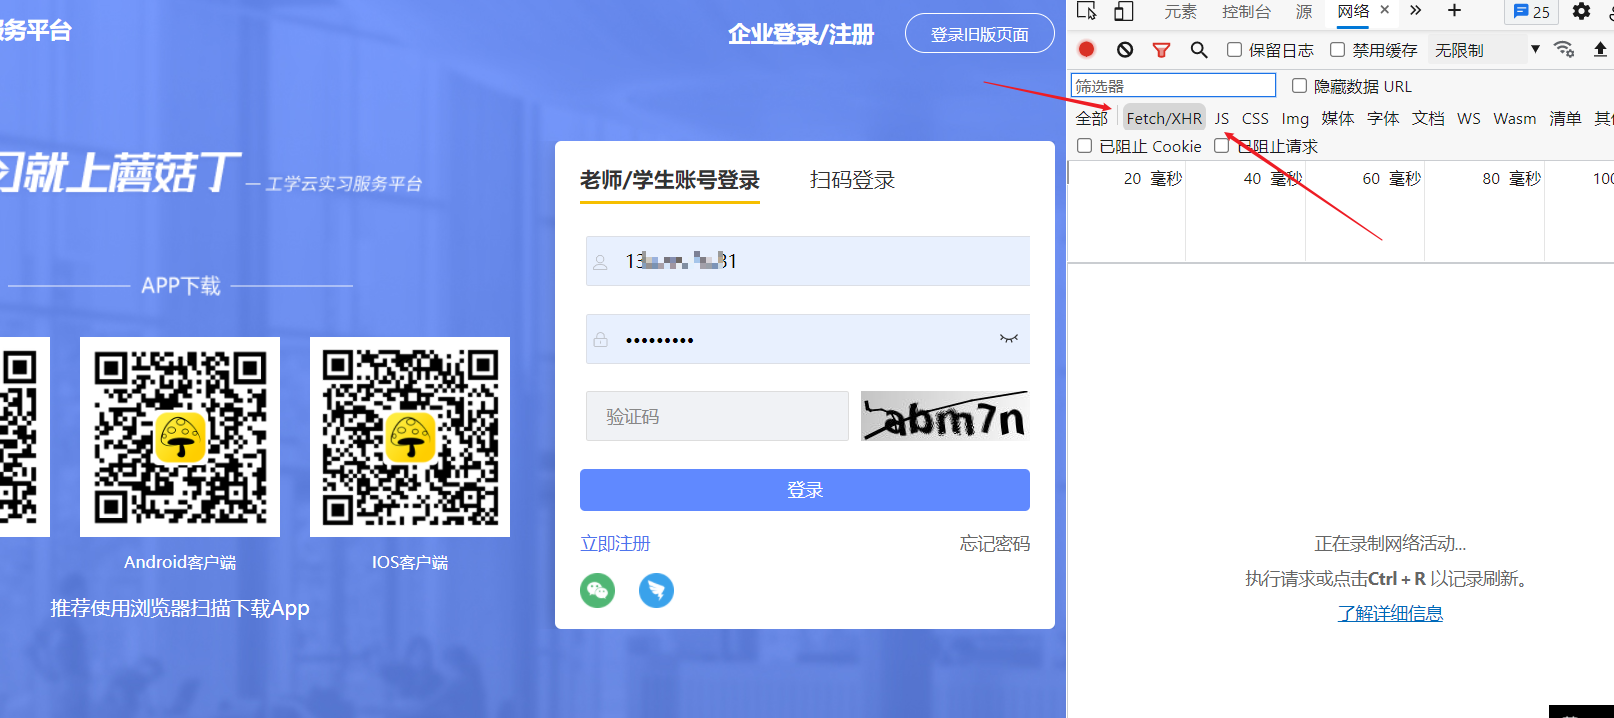 服务平台
企业登录/注册
登录旧版页面
习就上蘑菇丁
— 工学云实习服务平台
APP下载
Android客户端
IOS客户端
推荐使用浏览器扫描下载App
老师/学生账号登录
扫码登录
验证码
abm7n
登录
立即注册
忘记密码
元素
控制台
源
网络
25
保留日志
禁用缓存
无限制
筛选器
隐藏数据 URL
全部
Fetch/XHR
JS
CSS
Img
媒体
字体
文档
WS
Wasm
清单
已阻止 Cookie
已阻止请求
20 毫秒
40 毫秒
60 毫秒
80 毫秒
正在录制网络活动...
执行请求或点击Ctrl + R 以记录刷新。
了解详细信息